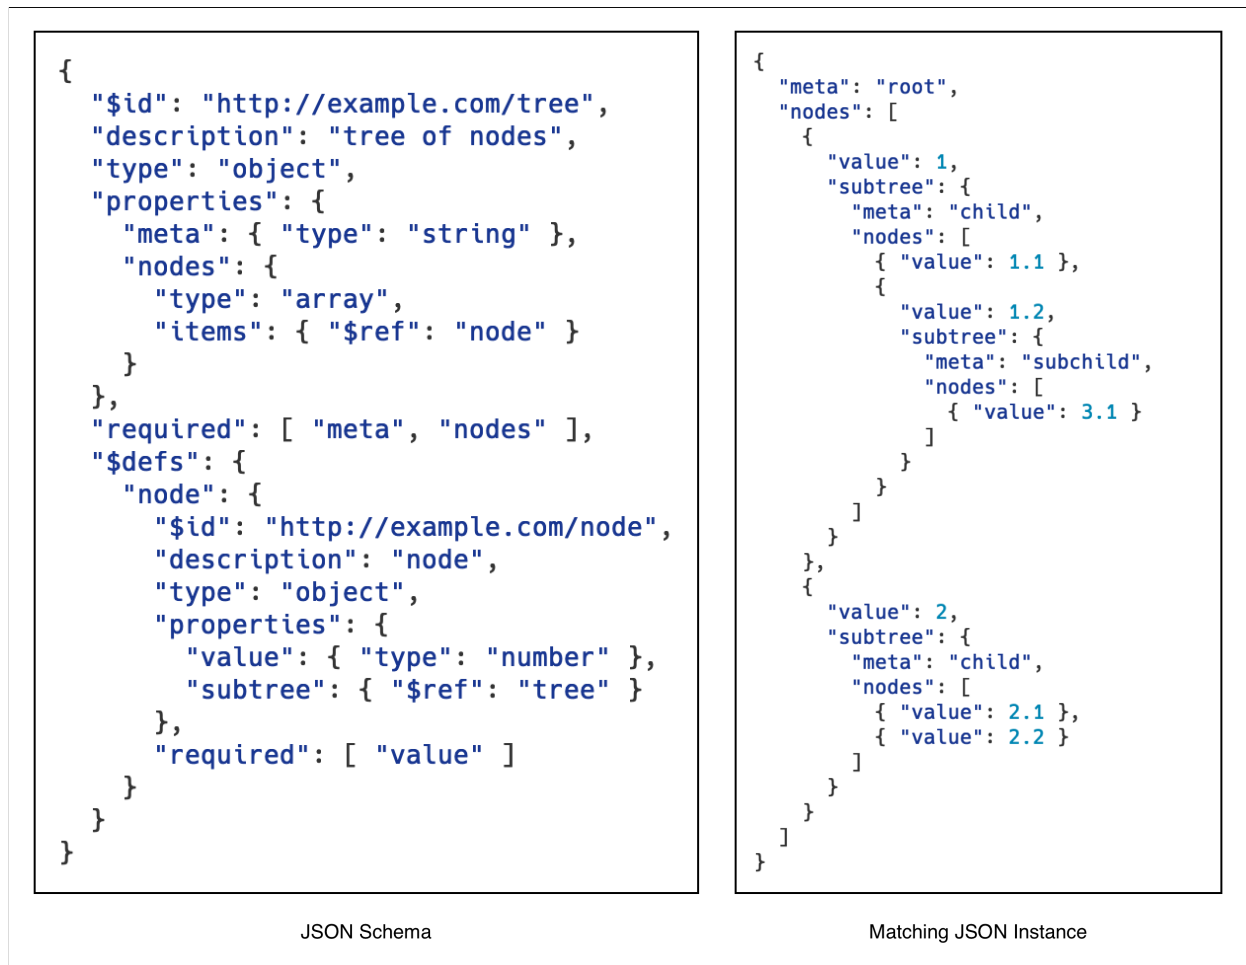 {
  "$id": "http://example.com/tree",
  "description": "tree of nodes",
  "type": "object",
  "properties": {
    "meta": { "type": "string" },
    "nodes": {
      "type": "array",
      "items": { "$ref": "node" }
    }
  },
  "required": [ "meta", "nodes" ],
  "$defs": {
    "node": {
      "$id": "http://example.com/node",
      "description": "node",
      "type": "object",
      "properties": {
        "value": { "type": "number" },
        "subtree": { "$ref": "tree" }
      },
      "required": [ "value" ]
    }
  }
}
JSON Schema
{
  "meta": "root",
  "nodes": [
    {
      "value": 1,
      "subtree": {
        "meta": "child",
        "nodes": [
          { "value": 1.1 },
          {
            "value": 1.2,
            "subtree": {
              "meta": "subchild",
              "nodes": [
                { "value": 3.1 }
              ]
            }
          }
        ]
      }
    },
    {
      "value": 2,
      "subtree": {
        "meta": "child",
        "nodes": [
          { "value": 2.1 },
          { "value": 2.2 }
        ]
      }
    }
  ]
}
Matching JSON Instance